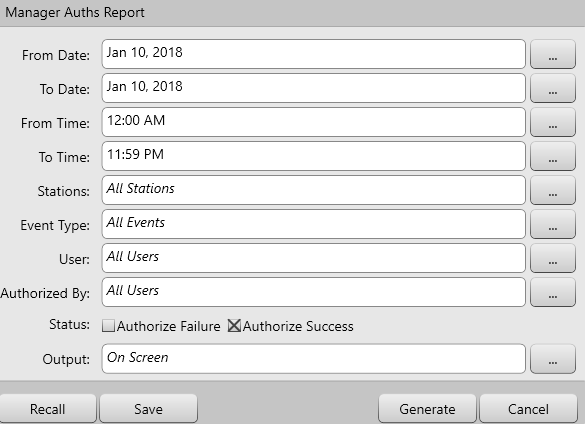 Manager Auths Report
From Date: Jan 10, 2018 ...
To Date: Jan 10, 2018 ...
From Time: 12:00 AM ...
To Time: 11:59 PM ...
Stations: All Stations ...
Event Type: All Events ...
User: All Users ...
Authorized By: All Users ...
Status: Authorize Failure Authorize Success
Output: On Screen ...
Recall Save Generate Cancel